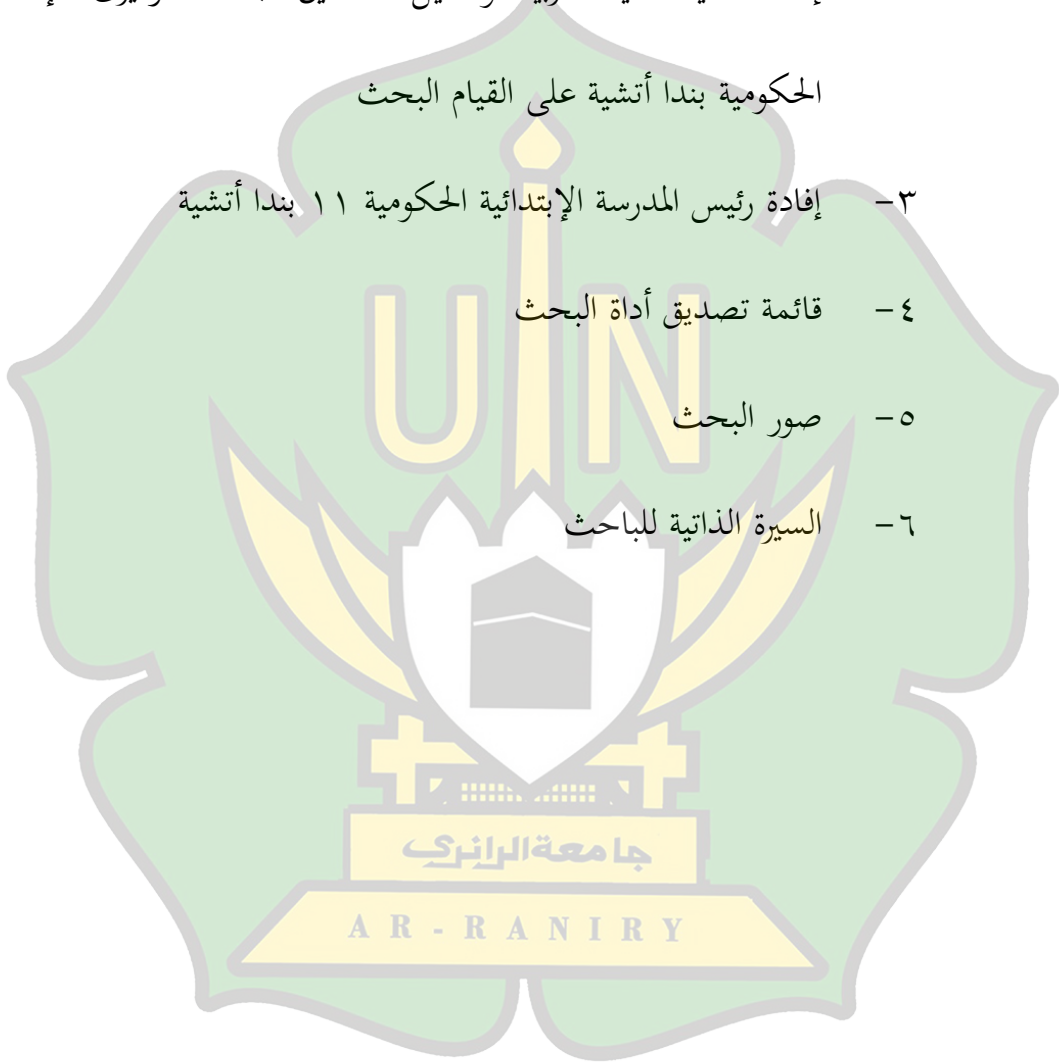 الحكومية بندا أتشية على القيام البحث
٣- إفادة رئيس المدرسة الإبتدائية الحكومية ١١ بندا أتشية
٤- قائمة تصديق أداة البحث
٥- صور البحث
٦- السيرة الذاتية للباحث
UIN
جامعة الرانري
AR-RANIRY